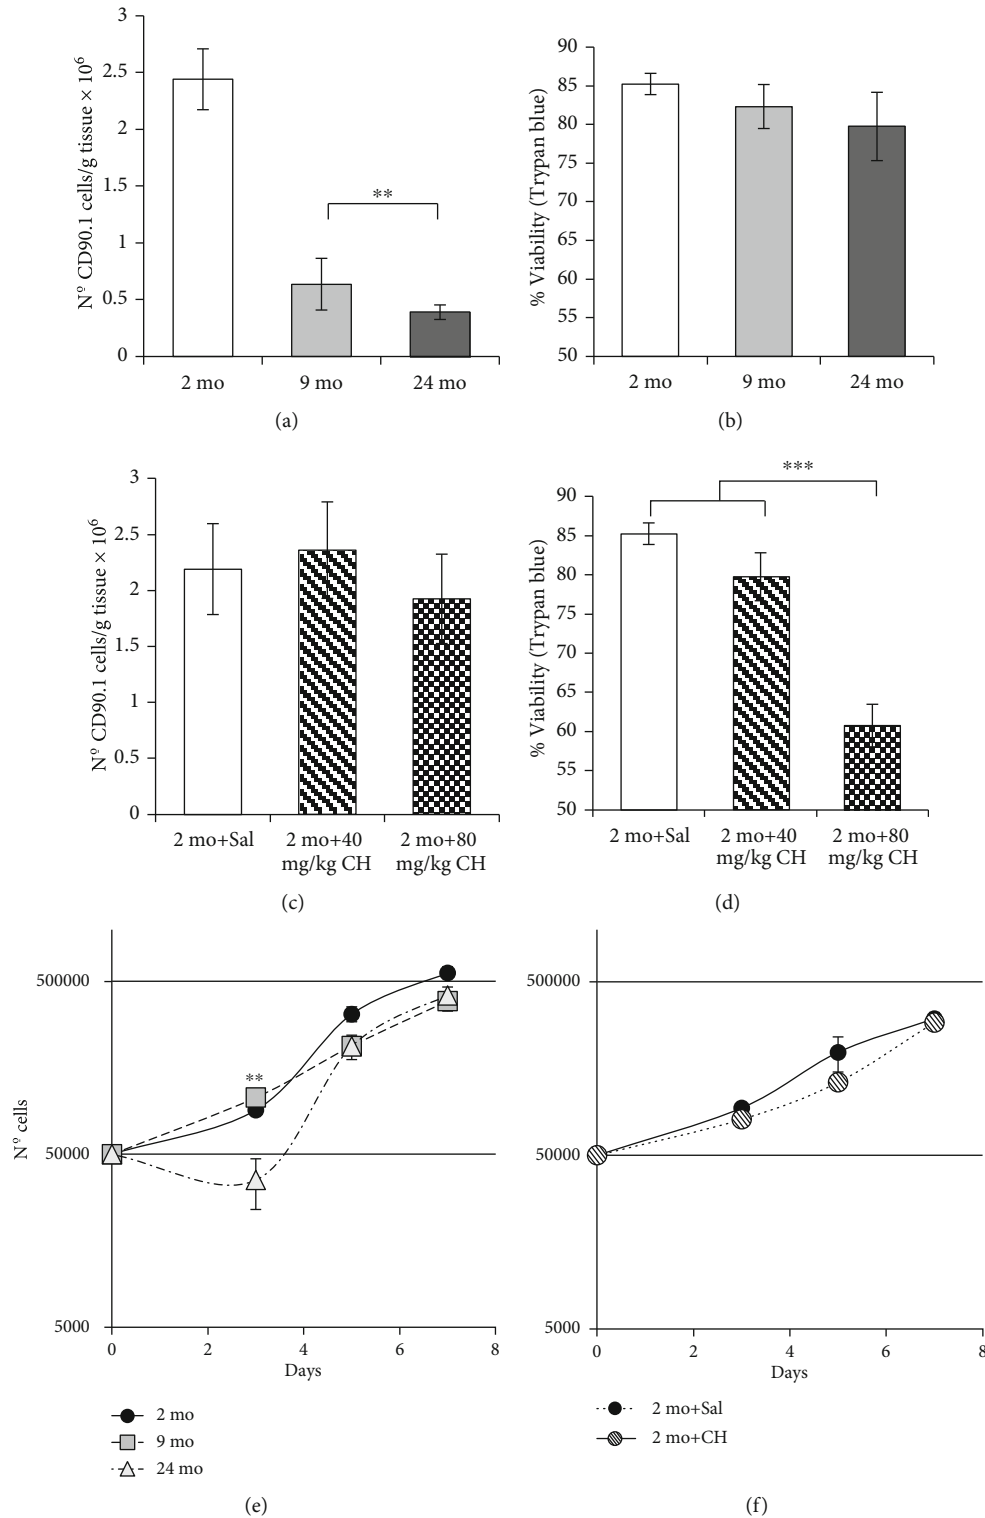 Nº CD90.1 cells/g tissue × 10⁶
3
2.5
2
1.5
1
0.5
0
**
2 mo
9 mo
24 mo
(a)
% Viability (Trypan blue)
90
85
80
75
70
65
60
55
50
2 mo
9 mo
24 mo
(b)
Nº CD90.1 cells/g tissue × 10⁶
3
2.5
2
1.5
1
0.5
0
2 mo+Sal
2 mo+40
mg/kg CH
2 mo+80
mg/kg CH
(c)
% Viability (Trypan blue)
90
85
80
75
70
65
60
55
50
***
2 mo+Sal
2 mo+40
mg/kg CH
2 mo+80
mg/kg CH
(d)
Nº cells
500000
50000
5000
**
0
2
4
6
8
Days
2 mo
9 mo
24 mo
(e)
500000
50000
5000
0
2
4
6
8
Days
2 mo+Sal
2 mo+CH
(f)